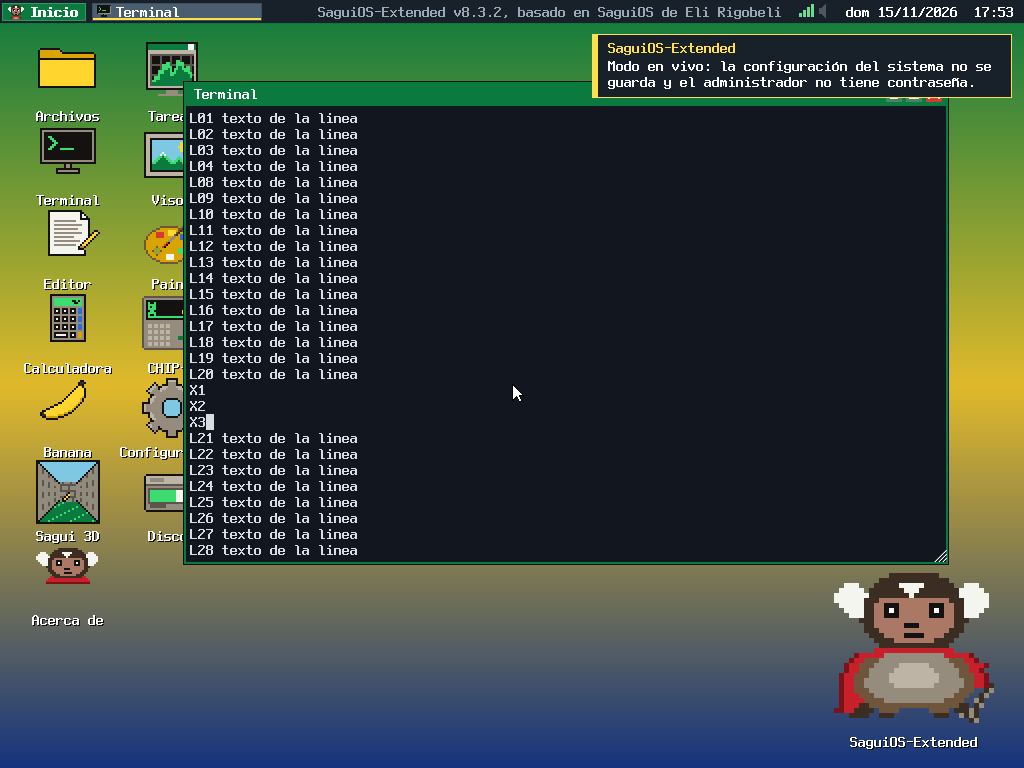 Inicio
Terminal
SaguiOS-Extended v8.3.2, basado en SaguiOS de Eli Rigobeli
dom 15/11/2026 17:53
SaguiOS-Extended
Modo en vivo: la configuración del sistema no se
guarda y el administrador no tiene contraseña.
Archivos
Terminal
Editor
Calculadora
Banana
Sagui 3D
Acerca de
Terminal
L01 texto de la linea
L02 texto de la linea
L03 texto de la linea
L04 texto de la linea
L08 texto de la linea
L09 texto de la linea
L10 texto de la linea
L11 texto de la linea
L12 texto de la linea
L13 texto de la linea
L14 texto de la linea
L15 texto de la linea
L16 texto de la linea
L17 texto de la linea
L18 texto de la linea
L19 texto de la linea
L20 texto de la linea
X1
X2
X3
L21 texto de la linea
L22 texto de la linea
L23 texto de la linea
L24 texto de la linea
L25 texto de la linea
L26 texto de la linea
L27 texto de la linea
L28 texto de la linea
SaguiOS-Extended